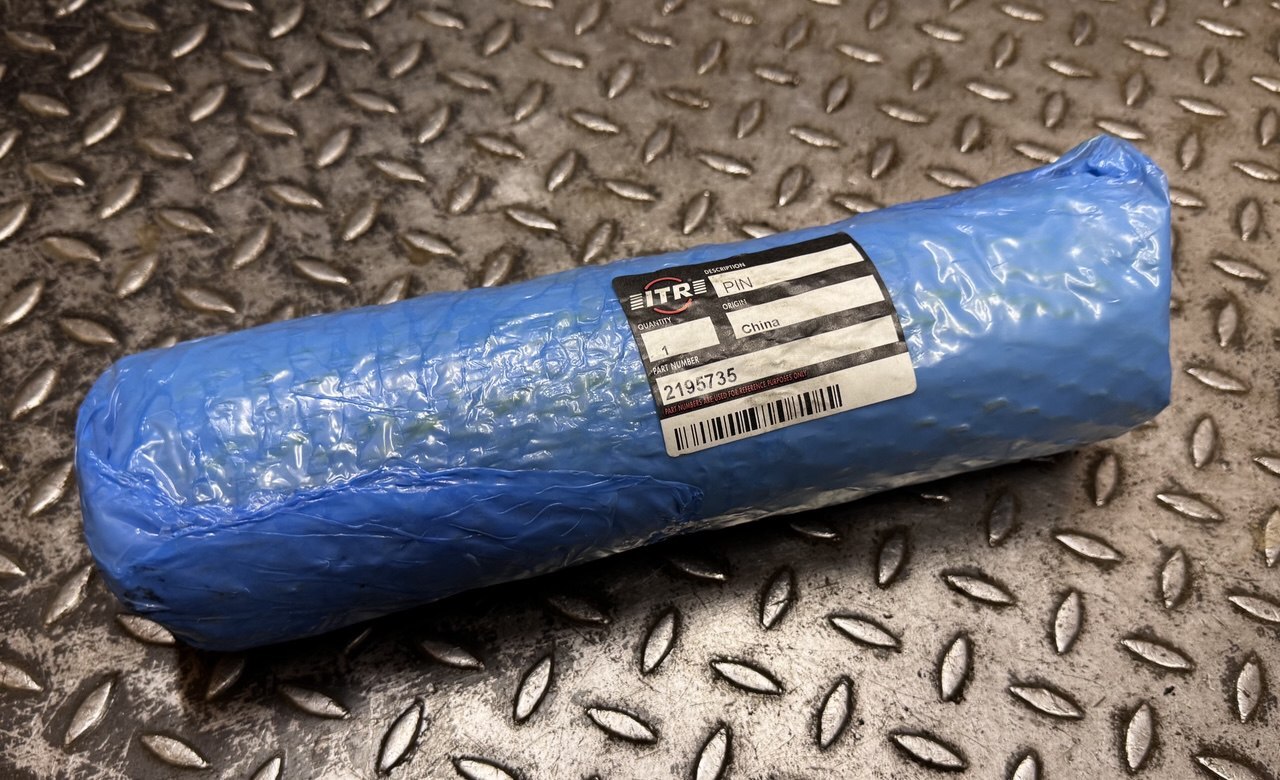 ITR
DESCRIPTION
PIN
ORIGIN
China
QUANTITY
1
PART NUMBER
2195735
PART NUMBERS ARE USED FOR REFERENCE PURPOSES ONLY